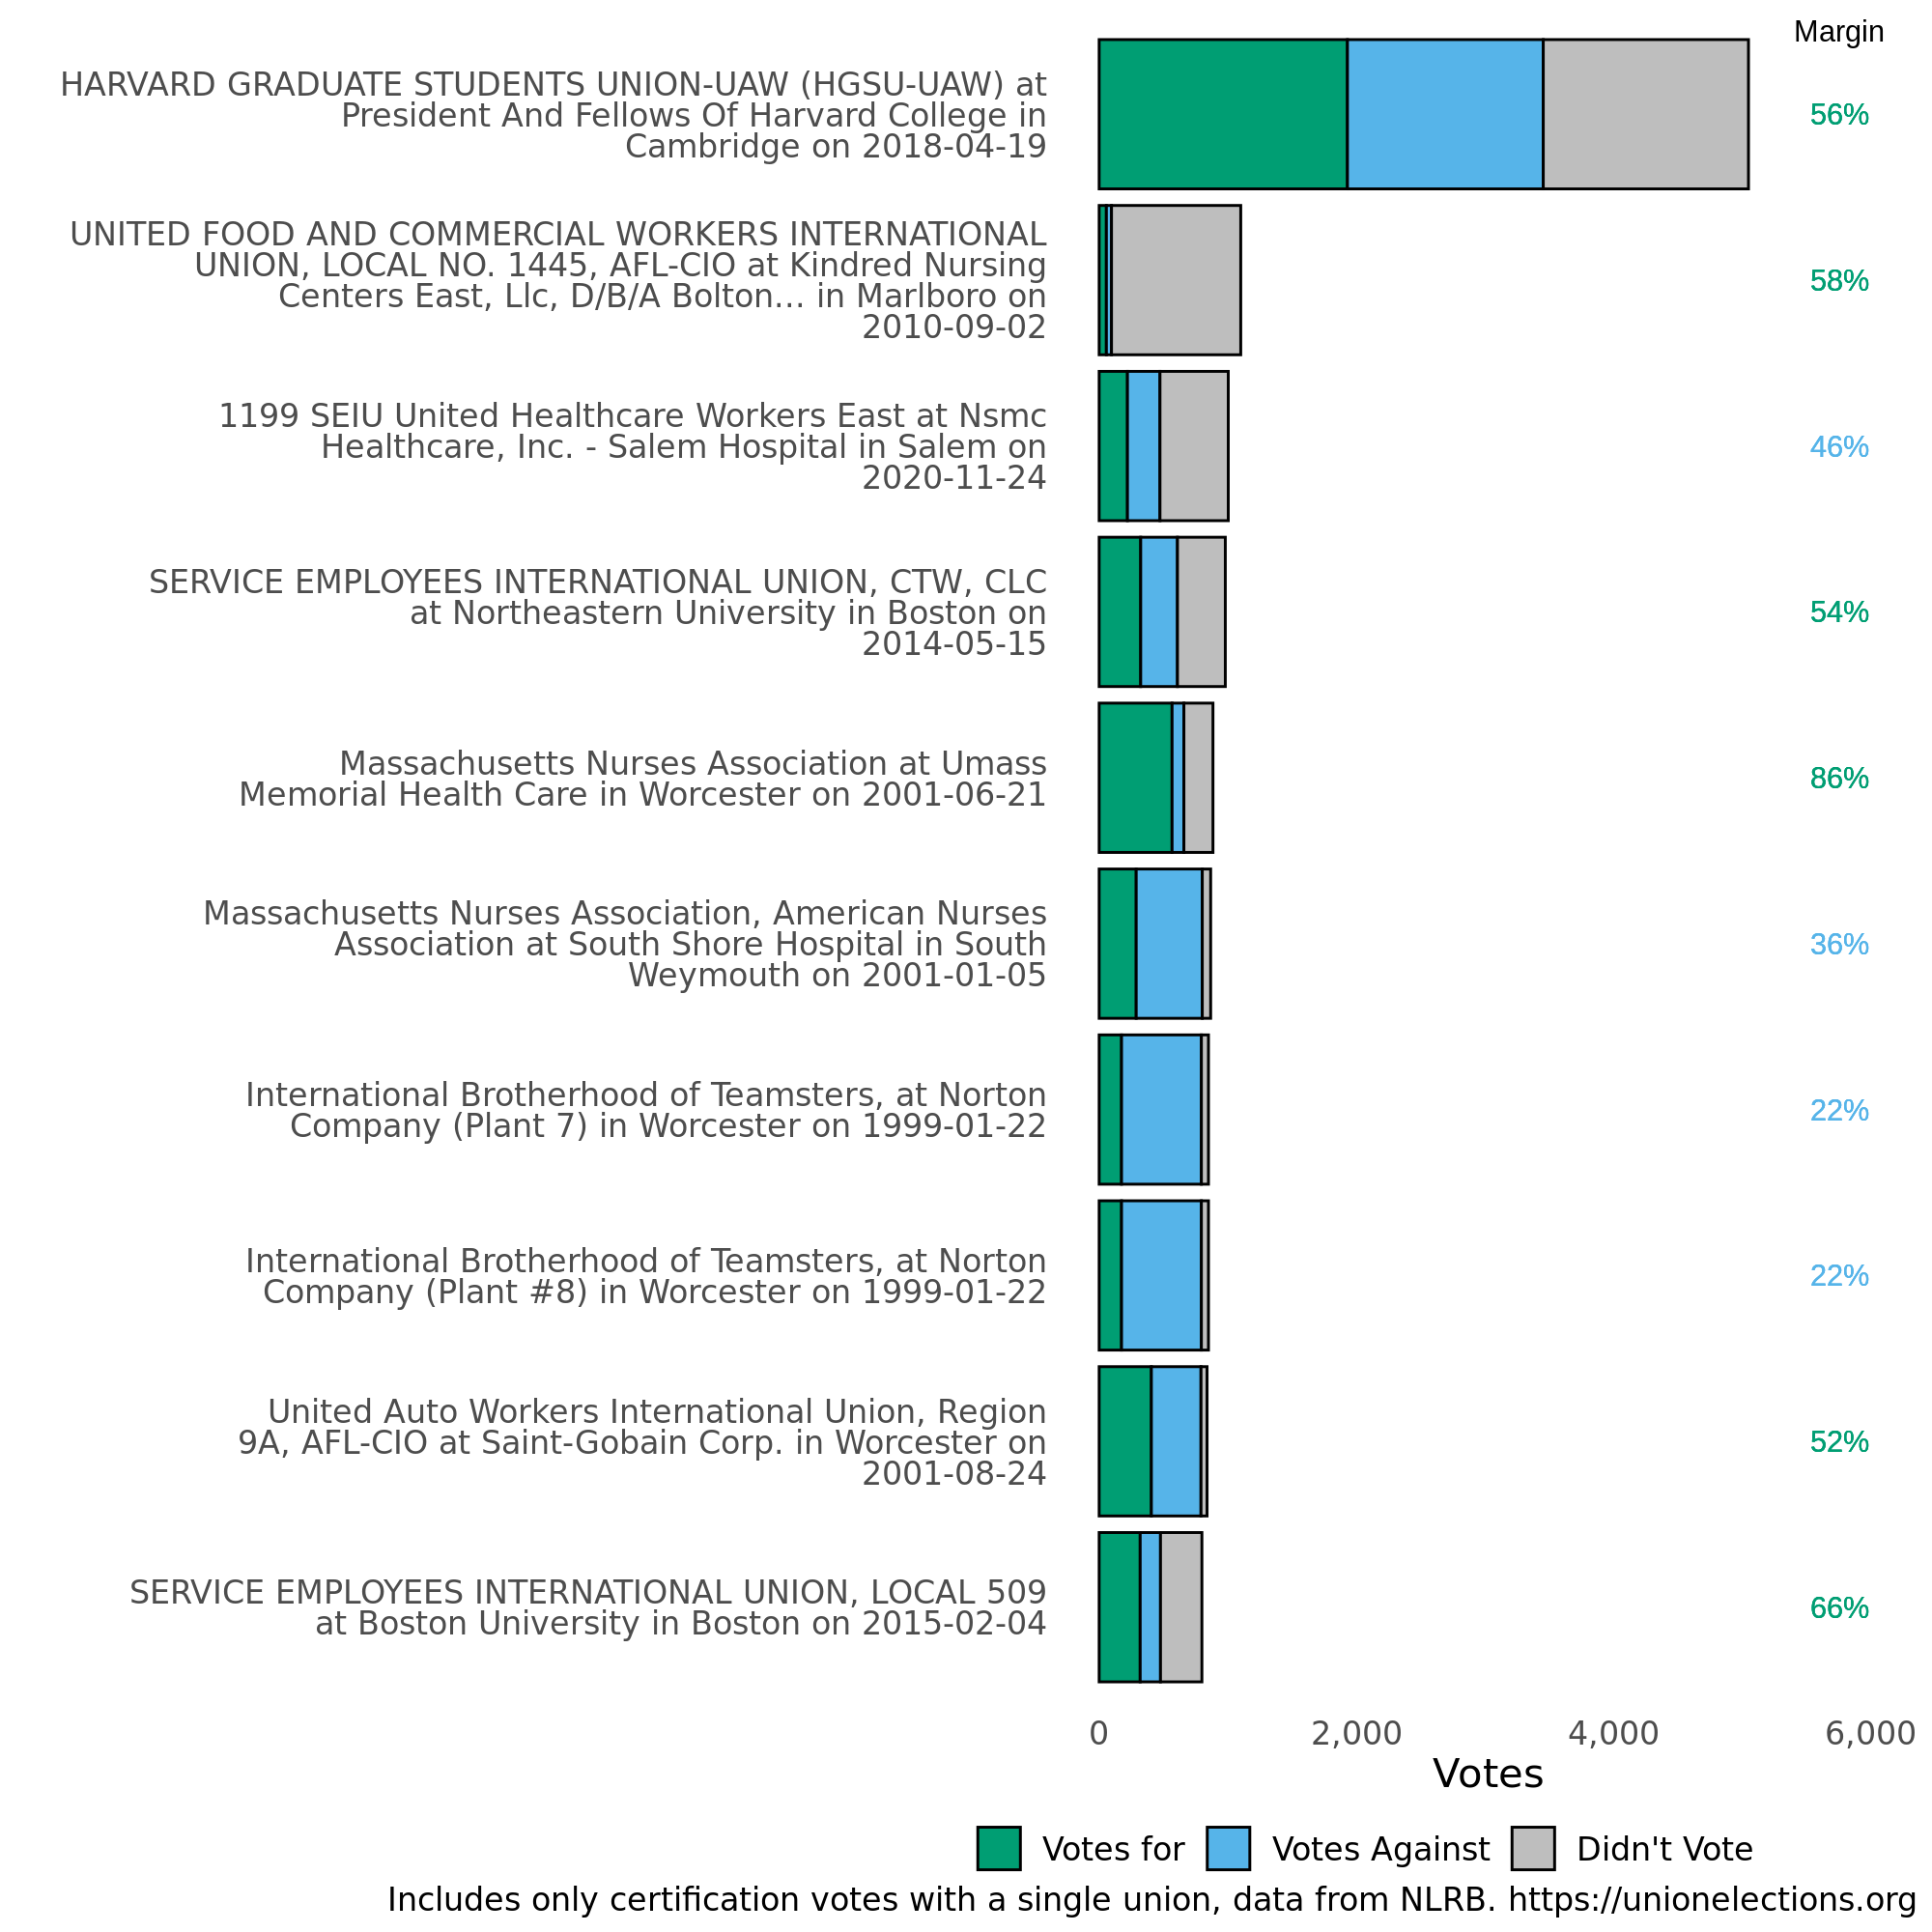 Margin
HARVARD GRADUATE STUDENTS UNION-UAW (HGSU-UAW) at
President And Fellows Of Harvard College in
Cambridge on 2018-04-19
56%
UNITED FOOD AND COMMERCIAL WORKERS INTERNATIONAL
UNION, LOCAL NO. 1445, AFL-CIO at Kindred Nursing
Centers East, Llc, D/B/A Bolton... in Marlboro on
2010-09-02
58%
1199 SEIU United Healthcare Workers East at Nsmc
Healthcare, Inc. - Salem Hospital in Salem on
2020-11-24
46%
SERVICE EMPLOYEES INTERNATIONAL UNION, CTW, CLC
at Northeastern University in Boston on
2014-05-15
54%
Massachusetts Nurses Association at Umass
Memorial Health Care in Worcester on 2001-06-21
86%
Massachusetts Nurses Association, American Nurses
Association at South Shore Hospital in South
Weymouth on 2001-01-05
36%
International Brotherhood of Teamsters, at Norton
Company (Plant 7) in Worcester on 1999-01-22
22%
International Brotherhood of Teamsters, at Norton
Company (Plant #8) in Worcester on 1999-01-22
22%
United Auto Workers International Union, Region
9A, AFL-CIO at Saint-Gobain Corp. in Worcester on
2001-08-24
52%
SERVICE EMPLOYEES INTERNATIONAL UNION, LOCAL 509
at Boston University in Boston on 2015-02-04
66%
0 2,000 4,000 6,000
Votes
Votes for Votes Against Didn't Vote
Includes only certification votes with a single union, data from NLRB. https://unionelections.org